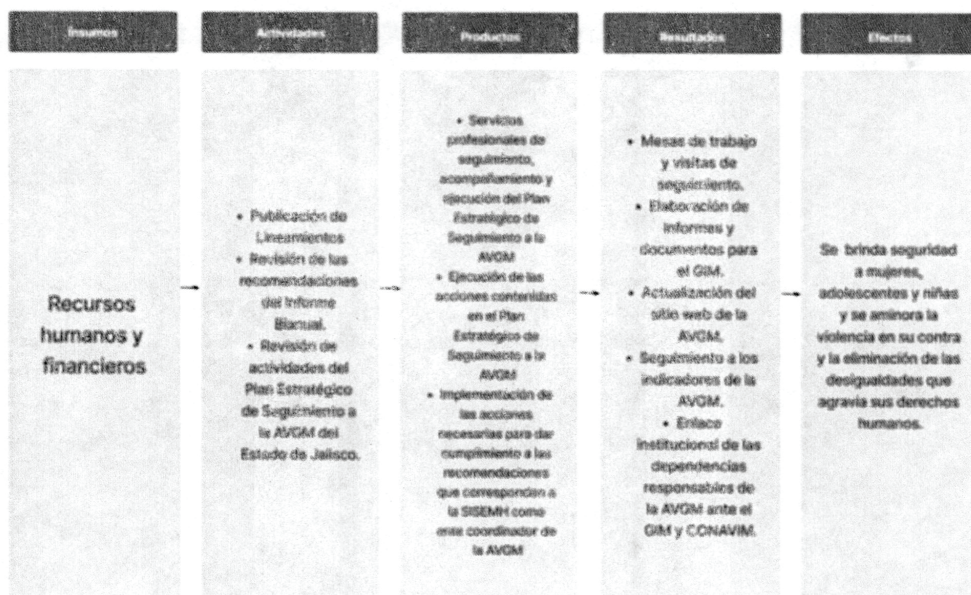 Insumos
Actividades
Productos
Resultados
Efectos
Recursos
humanos y
financieros
• Publicación de
Lineamientos
• Revisión de las
recomendaciones
del Informe
Bianual.
• Revisión de
actividades del
Plan Estratégico
de Seguimiento a
la AVGM del
Estado de Jalisco.
• Servicios
profesionales de
seguimiento,
acompañamiento y
ejecución del Plan
Estratégico de
Seguimiento a la
AVGM
• Ejecución de las
acciones contenidas
en el Plan
Estratégico de
Seguimiento a la
AVGM
• Implementación de
las acciones
necesarias para dar
cumplimiento a las
recomendaciones
que correspondan a
la SISEMH como
ente coordinador de
la AVGM
• Mesas de trabajo
y visitas de
seguimiento.
• Elaboración de
Informes y
documentos para
el GIM.
• Actualización del
sitio web de la
AVGM.
• Seguimiento a los
indicadores de la
AVGM.
• Enlace
institucional de las
dependencias
responsables de
la AVGM ante el
GIM y CONAVIM.
Se brinda seguridad
a mujeres,
adolescentes y niñas
y se aminora la
violencia en su contra
y la eliminación de las
desigualdades que
agravia sus derechos
humanos.